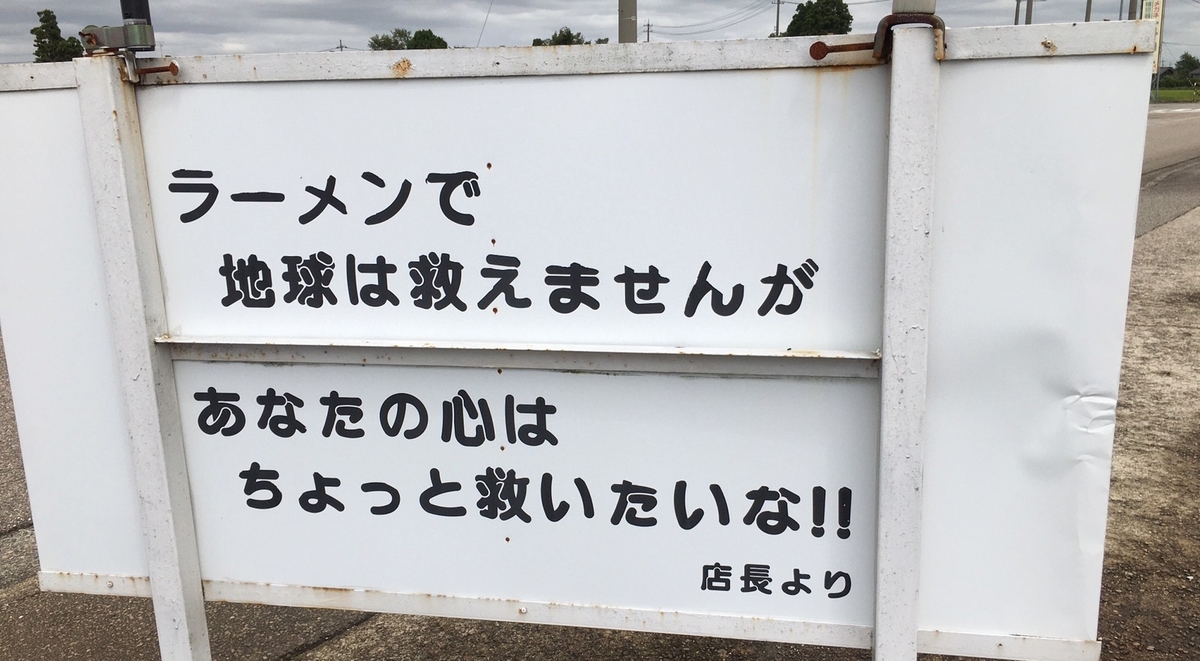 ラーメンで
地球は救えませんが
あなたの心は
ちょっと救いたいな!!
店長より